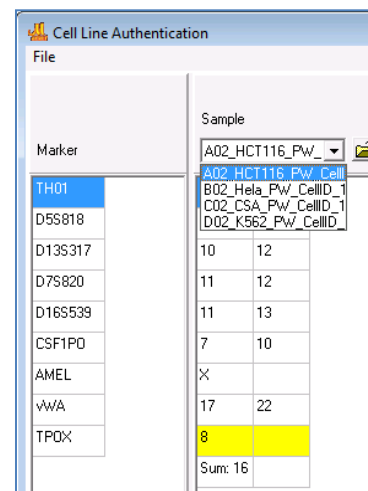 Cell Line Authentication
File
Sample
Marker
A02_HCT116_PW_
A02_HCT116_PW_Cell
B02_Hela_PW_CellID_1
C02_CSA_PW_CellID_1
D02_K562_PW_CellID_
TH01
D5S818
D13S317 10 12
D7S820 11 12
D16S539 11 13
CSF1PO 7 10
AMEL X
vWA 17 22
TPOX 8
Sum: 16